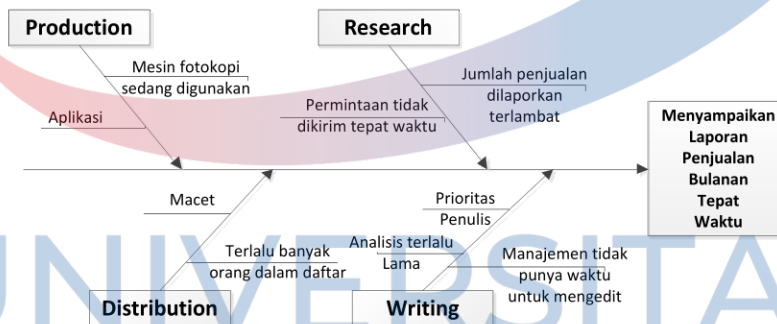 Production
Research
Mesin fotokopi
sedang digunakan
Aplikasi
Permintaan tidak
dikirim tepat waktu
Jumlah penjualan
dilaporkan
terlambat
Menyampaikan
Laporan
Penjualan
Bulanan
Tepat
Waktu
Macet
Terlalu banyak
orang dalam daftar
Prioritas
Penulis
Analisis terlalu
Lama
Manajemen tidak
punya waktu
untuk mengedit
Distribution
Writing
UNIVERSITA